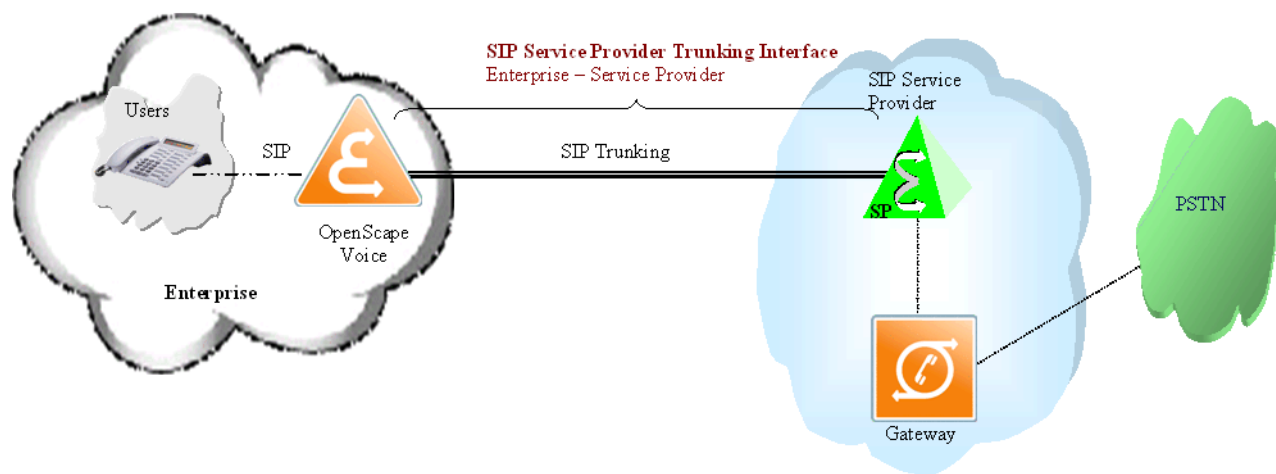 SIP Service Provider Trunking Interface
Enterprise – Service Provider
SIP Service
Provider
Users
SIP
SIP Trunking
SP
PSTN
OpenScape
Voice
Enterprise
Gateway